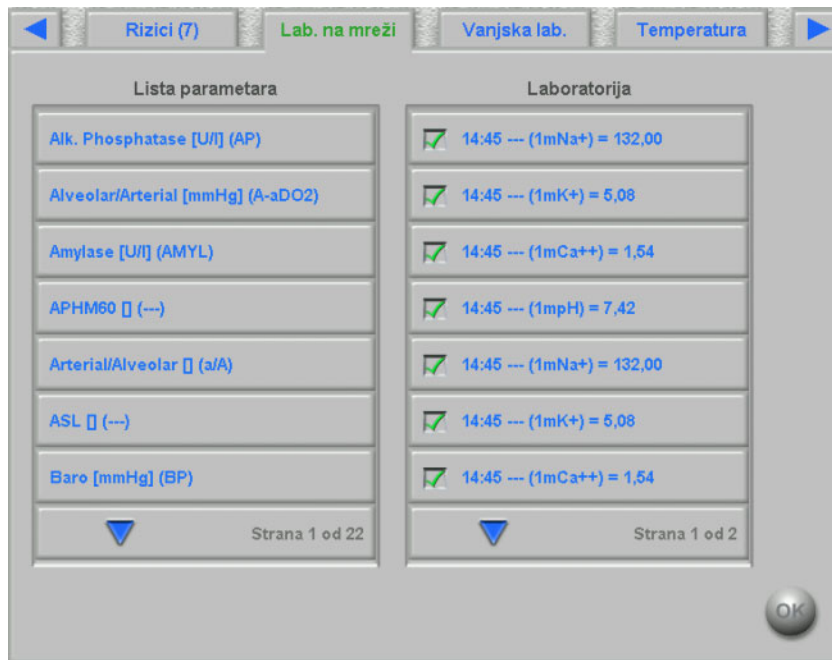 Rizici (7)
Lab. na mreži
Vanjska lab.
Temperatura
Lista parametara
Alk. Phosphatase [U/l] (AP)
Alveolar/Arterial [mmHg] (A-aDO2)
Amylase [U/l] (AMYL)
APHM60 [] (---)
Arterial/Alveolar [] (a/A)
ASL [] (---)
Baro [mmHg] (BP)
Strana 1 od 22
Laboratorija
14:45 --- (1mNa+) = 132,00
14:45 --- (1mK+) = 5,08
14:45 --- (1mCa++) = 1,54
14:45 --- (1mpH) = 7,42
14:45 --- (1mNa+) = 132,00
14:45 --- (1mK+) = 5,08
14:45 --- (1mCa++) = 1,54
Strana 1 od 2
OK